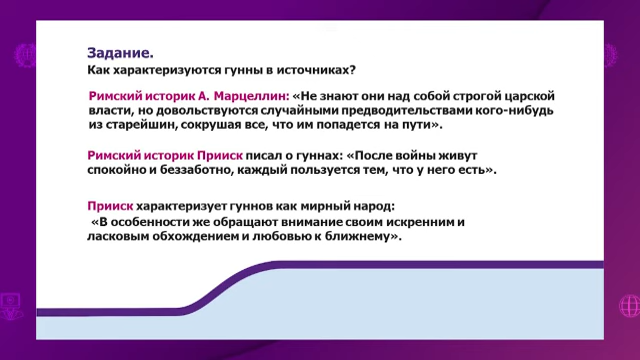 Задание.
Как характеризуются гунны в источниках?
Римский историк А. Марцеллин: «Не знают они над собой строгой царской
власти, но довольствуются случайными предводительствами кого-нибудь
из старейшин, сокрушая все, что им попадется на пути».
Римский историк Прииск писал о гуннах: «После войны живут
спокойно и беззаботно, каждый пользуется тем, что у него есть».
Прииск характеризует гуннов как мирный народ:
«В особенности же обращают внимание своим искренним и
ласковым обхождением и любовью к ближнему».